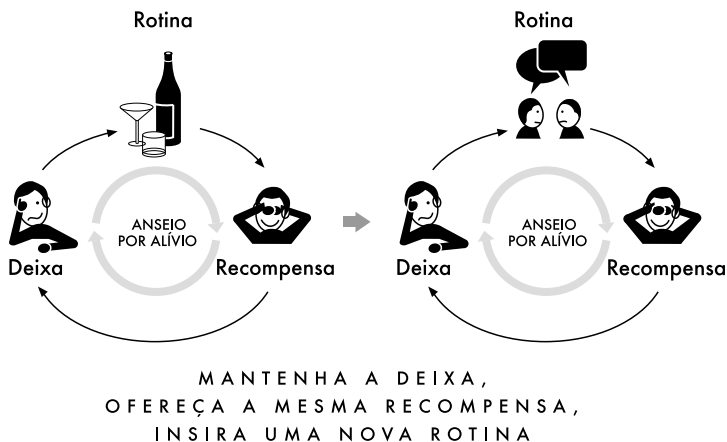 Rotina
ANSEIO
POR ALÍVIO
Deixa
Recompensa
Rotina
ANSEIO
POR ALÍVIO
Deixa
Recompensa
MANTENHA A DEIXA,
OFEREÇA A MESMA RECOMPENSA,
INSIRA UMA NOVA ROTINA